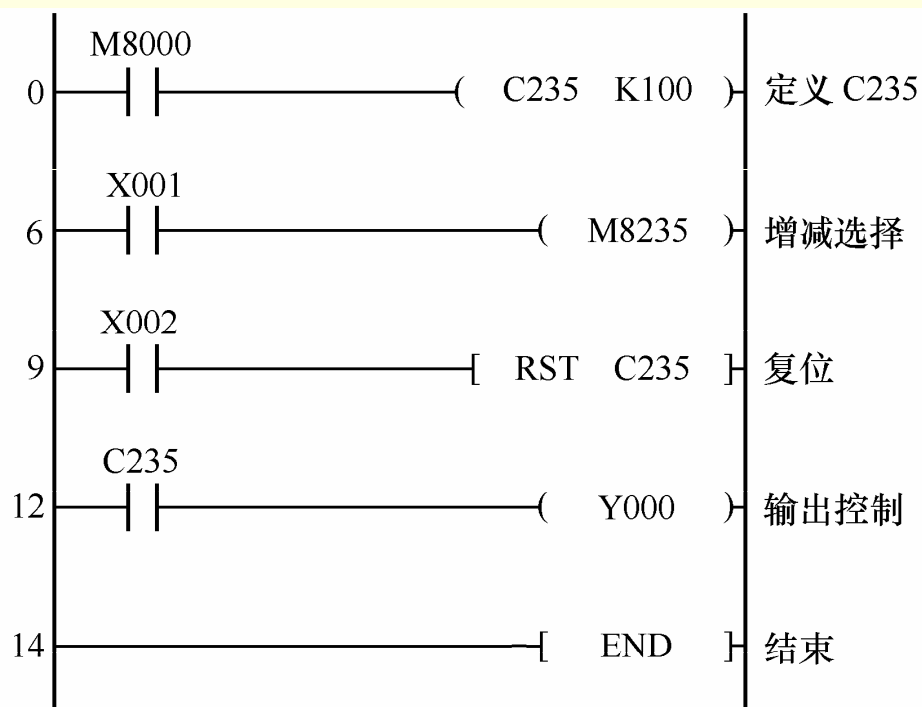 M8000
0 ( C235 K100 ) 定义 C235
X001
6 ( M8235 ) 增减选择
X002
9 [ RST C235 ] 复位
C235
12 ( Y000 ) 输出控制
14 [ END ] 结束